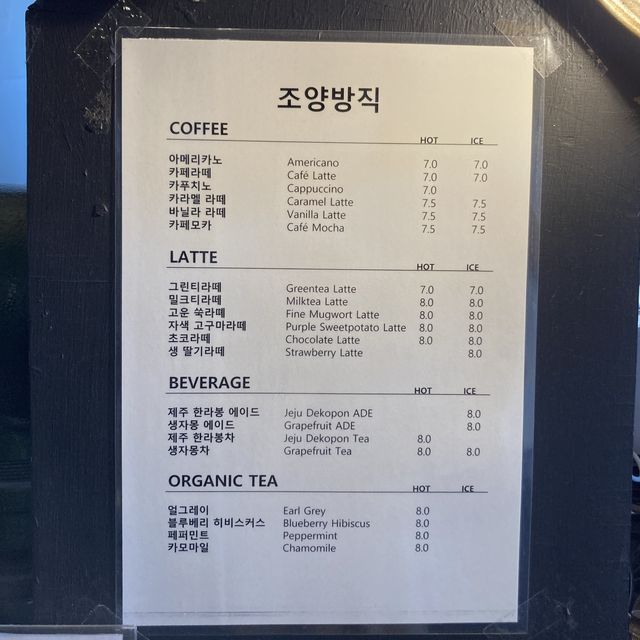 조양방직
COFFEE HOT ICE
아메리카노 Americano 7.0 7.0
카페라떼 Café Latte 7.0 7.0
카푸치노 Cappuccino 7.0
카라멜 라떼 Caramel Latte 7.5 7.5
바닐라 라떼 Vanilla Latte 7.5 7.5
카페모카 Café Mocha 7.5 7.5
LATTE HOT ICE
그린티라떼 Greentea Latte 7.0 7.0
밀크티라떼 Milktea Latte 8.0 8.0
고운 쑥라떼 Fine Mugwort Latte 8.0 8.0
자색 고구마라떼 Purple Sweetpotato Latte 8.0 8.0
초코라떼 Chocolate Latte 8.0 8.0
생 딸기라떼 Strawberry Latte 8.0
BEVERAGE HOT ICE
제주 한라봉 에이드 Jeju Dekopon ADE 8.0
생자몽 에이드 Grapefruit ADE 8.0
제주 한라봉차 Jeju Dekopon Tea 8.0
생자몽차 Grapefruit Tea 8.0 8.0
ORGANIC TEA HOT ICE
얼그레이 Earl Grey 8.0
블루베리 히비스커스 Blueberry Hibiscus 8.0
페퍼민트 Peppermint 8.0
카모마일 Chamomile 8.0